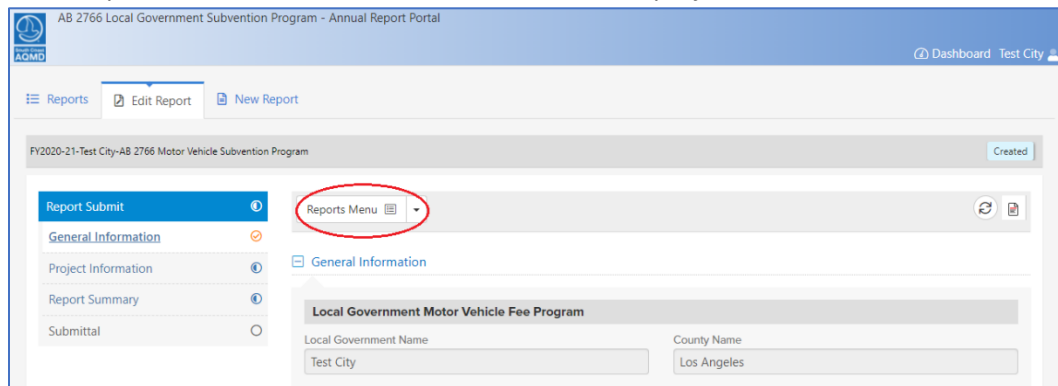 AB 2766 Local Government Subvention Program - Annual Report Portal
South Coast
AQMD
Dashboard Test City
Reports Edit Report New Report
FY2020-21-Test City-AB 2766 Motor Vehicle Subvention Program Created
Report Submit
General Information
Project Information
Report Summary
Submittal
Reports Menu
General Information
Local Government Motor Vehicle Fee Program
Local Government Name County Name
Test City Los Angeles